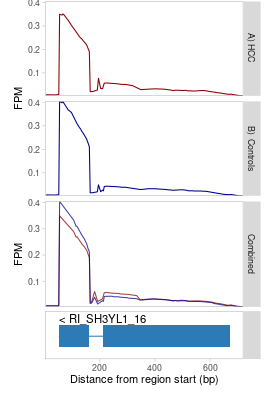 0.4
0.3
0.2
0.1
FPM
A) HCC
0.4
0.3
0.2
0.1
FPM
B) Controls
0.4
0.3
0.2
0.1
FPM
Combined
< RI_SH3YL1_16
200
400
600
Distance from region start (bp)